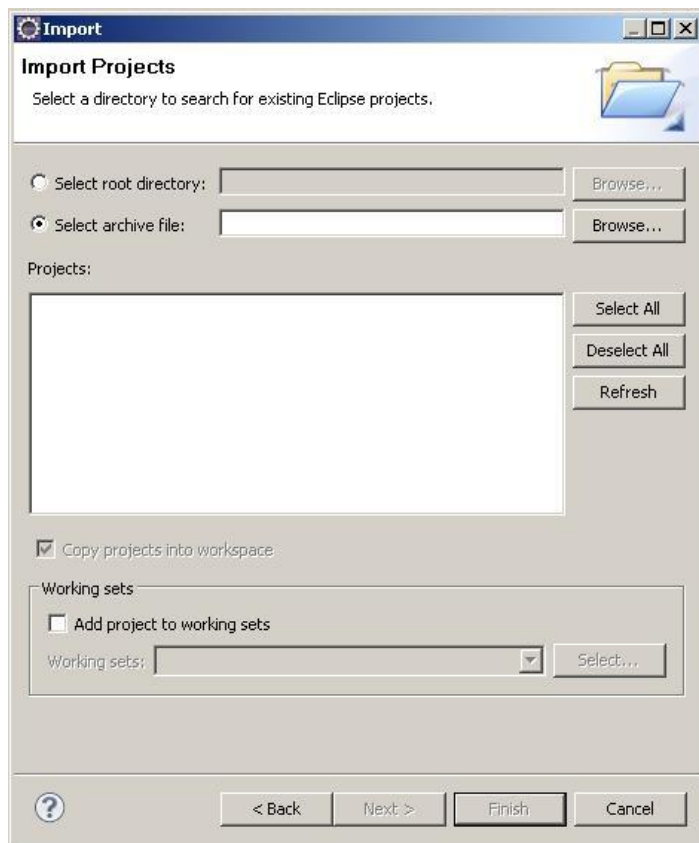 Import
Import Projects
Select a directory to search for existing Eclipse projects.
Select root directory: Browse...
Select archive file: Browse...
Projects:
Select All
Deselect All
Refresh
Copy projects into workspace
Working sets
Add project to working sets
Working sets: Select...
? < Back Next > Finish Cancel